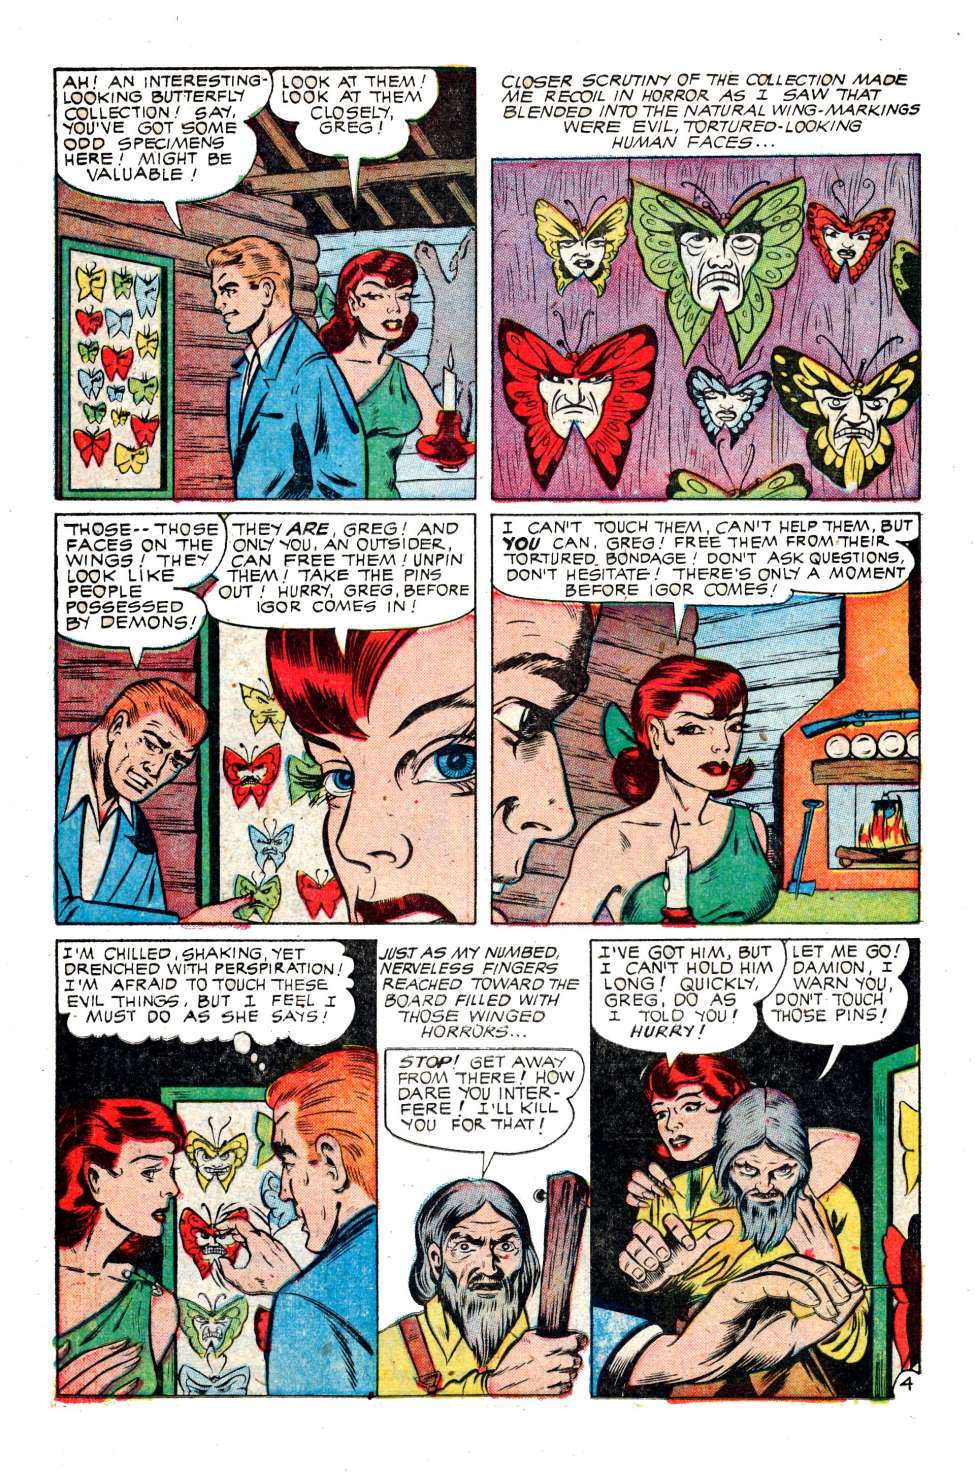 AH! AN INTERESTING-
LOOKING BUTTERFLY
COLLECTION! SAY,
YOU'VE GOT SOME
ODD SPECIMENS
HERE! MIGHT BE
VALUABLE!
LOOK AT THEM!
LOOK AT THEM
CLOSELY,
GREG!
CLOSER SCRUTINY OF THE COLLECTION MADE
ME RECOIL IN HORROR AS I SAW THAT
BLENDED INTO THE NATURAL WING-MARKINGS
WERE EVIL, TORTURED-LOOKING
HUMAN FACES...
THOSE--THOSE
FACES ON THE
WINGS! THEY
LOOK LIKE
PEOPLE
POSSESSED
BY DEMONS!
THEY ARE, GREG! AND
ONLY YOU, AN OUTSIDER,
CAN FREE THEM! UNPIN
THEM! TAKE THE PINS
OUT! HURRY, GREG, BEFORE
IGOR COMES IN!
I CAN'T TOUCH THEM, CAN'T HELP THEM, BUT
YOU CAN, GREG! FREE THEM FROM THEIR
TORTURED BONDAGE! DON'T ASK QUESTIONS,
DON'T HESITATE! THERE'S ONLY A MOMENT
BEFORE IGOR COMES!
I'M CHILLED, SHAKING, YET
DRENCHED WITH PERSPIRATION!
I'M AFRAID TO TOUCH THESE
EVIL THINGS, BUT I FEEL I
MUST DO AS SHE SAYS!
JUST AS MY NUMBED,
NERVELESS FINGERS
REACHED TOWARD THE
BOARD FILLED WITH
THOSE WINGED
HORRORS...
STOP! GET AWAY
FROM THERE! HOW
DARE YOU INTER-
FERE! I'LL KILL
YOU FOR THAT!
I'VE GOT HIM, BUT
I CAN'T HOLD HIM
LONG! QUICKLY,
GREG, DO AS
I TOLD YOU!
HURRY!
LET ME GO!
DAMION, I
WARN YOU,
DON'T TOUCH
THOSE PINS!
4